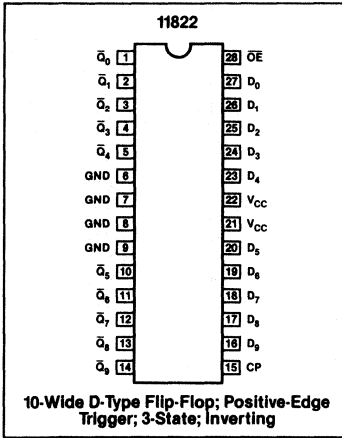 11822
Q̅₀ 1 28 O̅E̅
Q̅₁ 2 27 D₀
Q̅₂ 3 26 D₁
Q̅₃ 4 25 D₂
Q̅₄ 5 24 D₃
GND 6 23 D₄
GND 7 22 V_CC
GND 8 21 V_CC
GND 9 20 D₅
Q̅₅ 10 19 D₆
Q̅₆ 11 18 D₇
Q̅₇ 12 17 D₈
Q̅₈ 13 16 D₉
Q̅₉ 14 15 CP
10-Wide D-Type Flip-Flop; Positive-Edge
Trigger; 3-State; Inverting